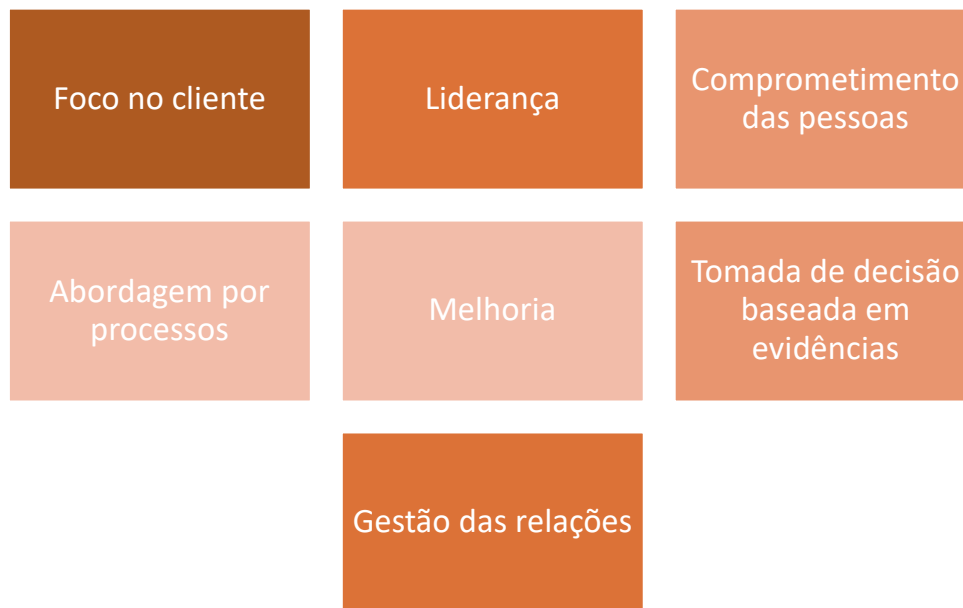 Foco no cliente
Liderança
Comprometimento
das pessoas
Abordagem por
processos
Melhoria
Tomada de decisão
baseada em
evidências
Gestão das relações